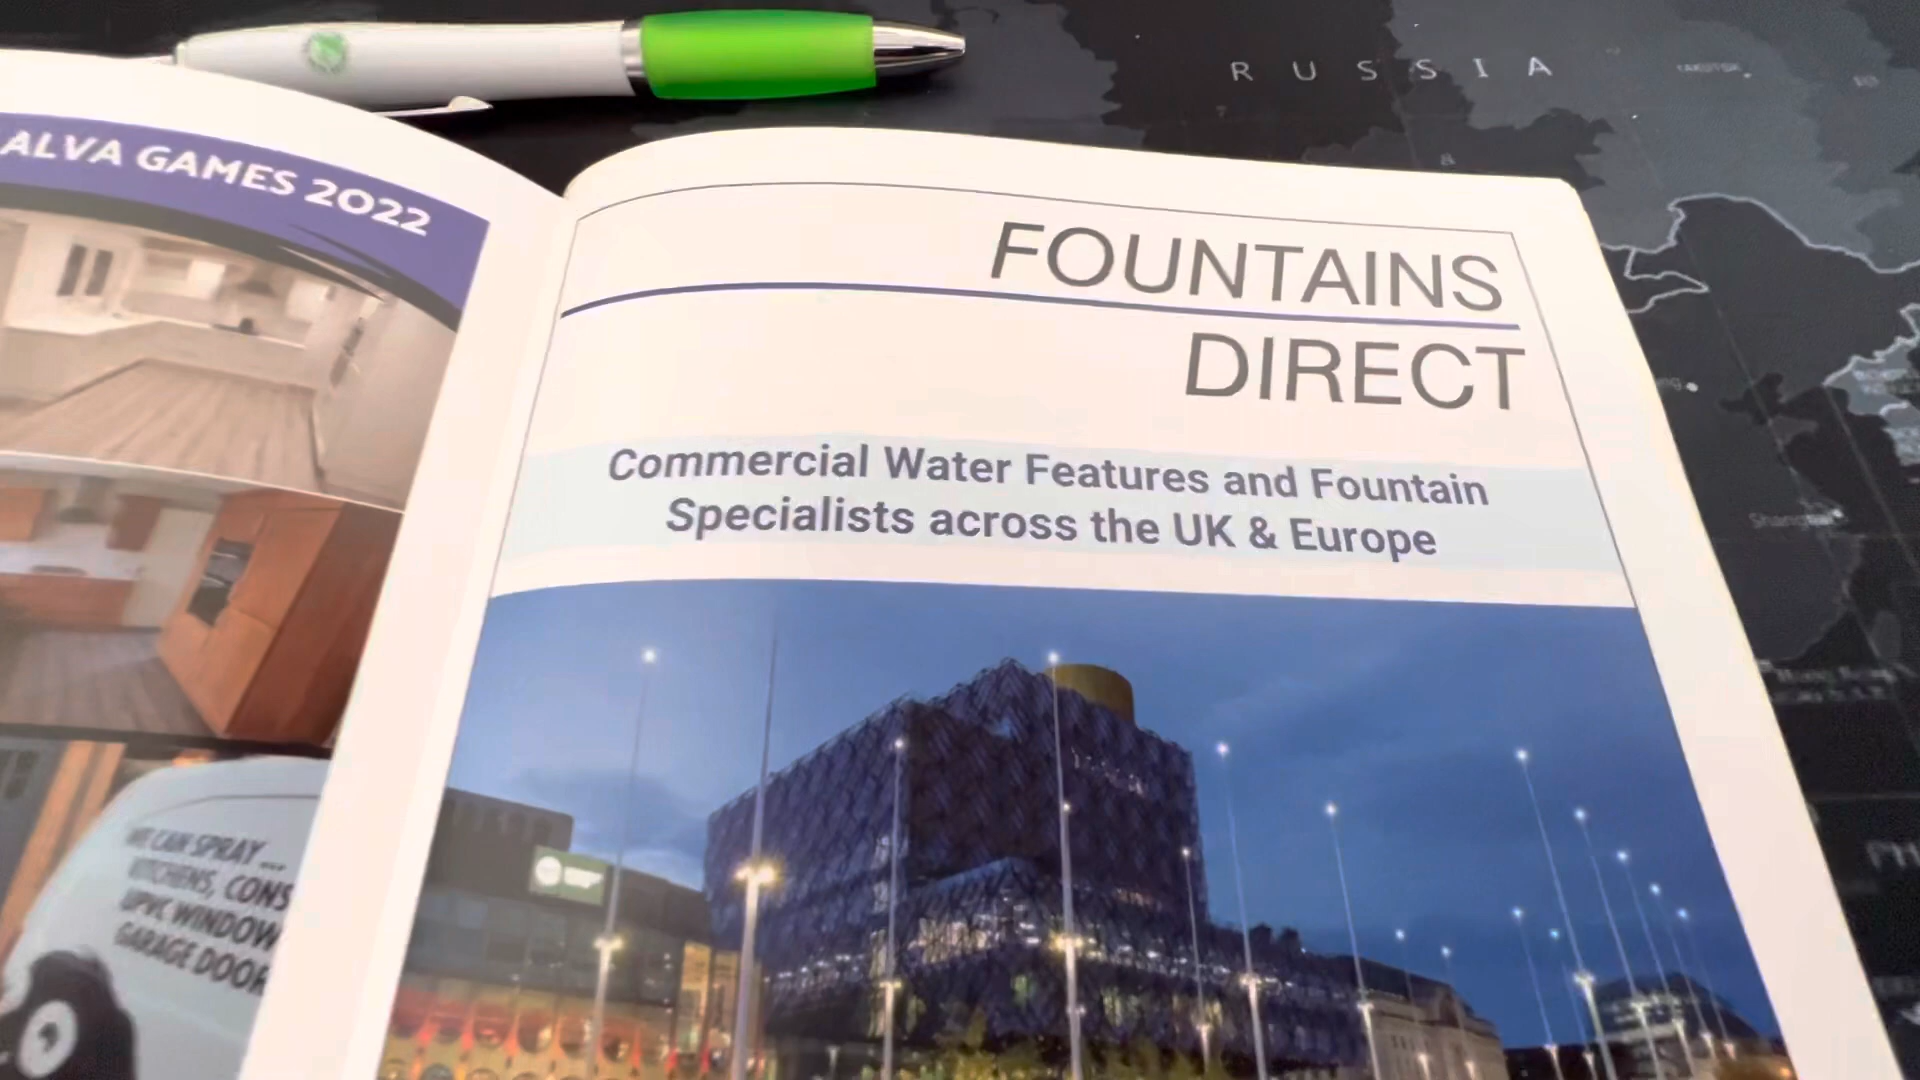 RUSSIA
ALVA GAMES 2022
FOUNTAINS
DIRECT
Commercial Water Features and Fountain
Specialists across the UK & Europe
WE CAN SPRAY...
KITCHENS, CONS
UPVC WINDOW
GARAGE DOOR
Shanghai